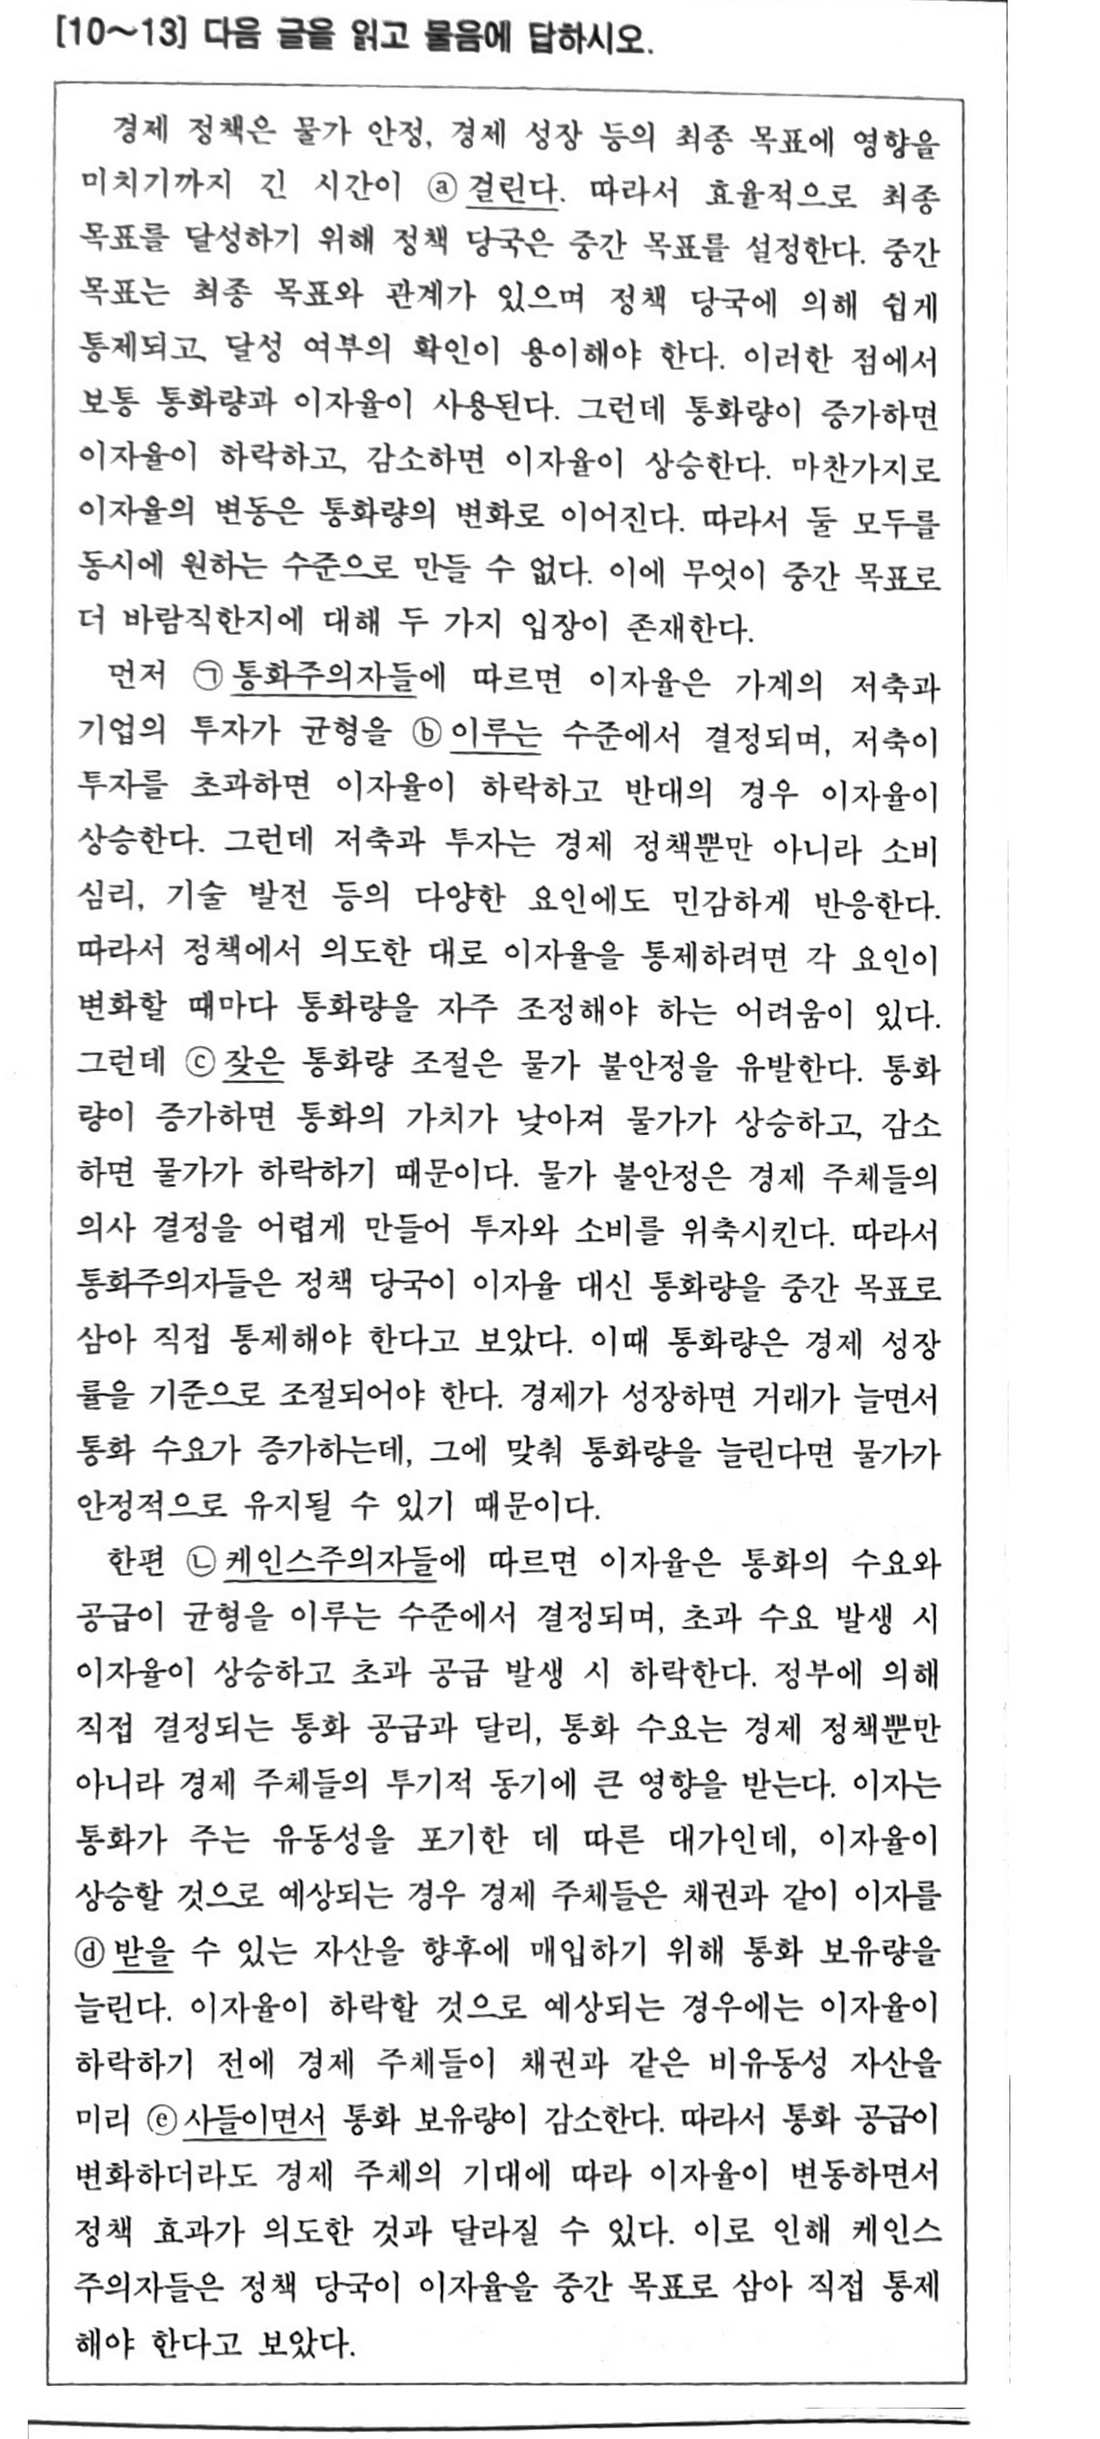 [10～13] 다음 글을 읽고 물음에 답하시오.
경제 정책은 물가 안정, 경제 성장 등의 최종 목표에 영향을
미치기까지 긴 시간이 ⓐ걸린다. 따라서 효율적으로 최종
목표를 달성하기 위해 정책 당국은 중간 목표를 설정한다. 중간
목표는 최종 목표와 관계가 있으며 정책 당국에 의해 쉽게
통제되고, 달성 여부의 확인이 용이해야 한다. 이러한 점에서
보통 통화량과 이자율이 사용된다. 그런데 통화량이 증가하면
이자율이 하락하고, 감소하면 이자율이 상승한다. 마찬가지로
이자율의 변동은 통화량의 변화로 이어진다. 따라서 둘 모두를
동시에 원하는 수준으로 만들 수 없다. 이에 무엇이 중간 목표로
더 바람직한지에 대해 두 가지 입장이 존재한다.
먼저 ㉠통화주의자들에 따르면 이자율은 가계의 저축과
기업의 투자가 균형을 ⓑ이루는 수준에서 결정되며, 저축이
투자를 초과하면 이자율이 하락하고 반대의 경우 이자율이
상승한다. 그런데 저축과 투자는 경제 정책뿐만 아니라 소비
심리, 기술 발전 등의 다양한 요인에도 민감하게 반응한다.
따라서 정책에서 의도한 대로 이자율을 통제하려면 각 요인이
변화할 때마다 통화량을 자주 조정해야 하는 어려움이 있다.
그런데 ⓒ잦은 통화량 조절은 물가 불안정을 유발한다. 통화
량이 증가하면 통화의 가치가 낮아져 물가가 상승하고, 감소
하면 물가가 하락하기 때문이다. 물가 불안정은 경제 주체들의
의사 결정을 어렵게 만들어 투자와 소비를 위축시킨다. 따라서
통화주의자들은 정책 당국이 이자율 대신 통화량을 중간 목표로
삼아 직접 통제해야 한다고 보았다. 이때 통화량은 경제 성장
률을 기준으로 조절되어야 한다. 경제가 성장하면 거래가 늘면서
통화 수요가 증가하는데, 그에 맞춰 통화량을 늘린다면 물가가
안정적으로 유지될 수 있기 때문이다.
한편 ㉡케인스주의자들에 따르면 이자율은 통화의 수요와
공급이 균형을 이루는 수준에서 결정되며, 초과 수요 발생 시
이자율이 상승하고 초과 공급 발생 시 하락한다. 정부에 의해
직접 결정되는 통화 공급과 달리, 통화 수요는 경제 정책뿐만
아니라 경제 주체들의 투기적 동기에 큰 영향을 받는다. 이자는
통화가 주는 유동성을 포기한 데 따른 대가인데, 이자율이
상승할 것으로 예상되는 경우 경제 주체들은 채권과 같이 이자를
ⓓ받을 수 있는 자산을 향후에 매입하기 위해 통화 보유량을
늘린다. 이자율이 하락할 것으로 예상되는 경우에는 이자율이
하락하기 전에 경제 주체들이 채권과 같은 비유동성 자산을
미리 ⓔ사들이면서 통화 보유량이 감소한다. 따라서 통화 공급이
변화하더라도 경제 주체의 기대에 따라 이자율이 변동하면서
정책 효과가 의도한 것과 달라질 수 있다. 이로 인해 케인스
주의자들은 정책 당국이 이자율을 중간 목표로 삼아 직접 통제
해야 한다고 보았다.